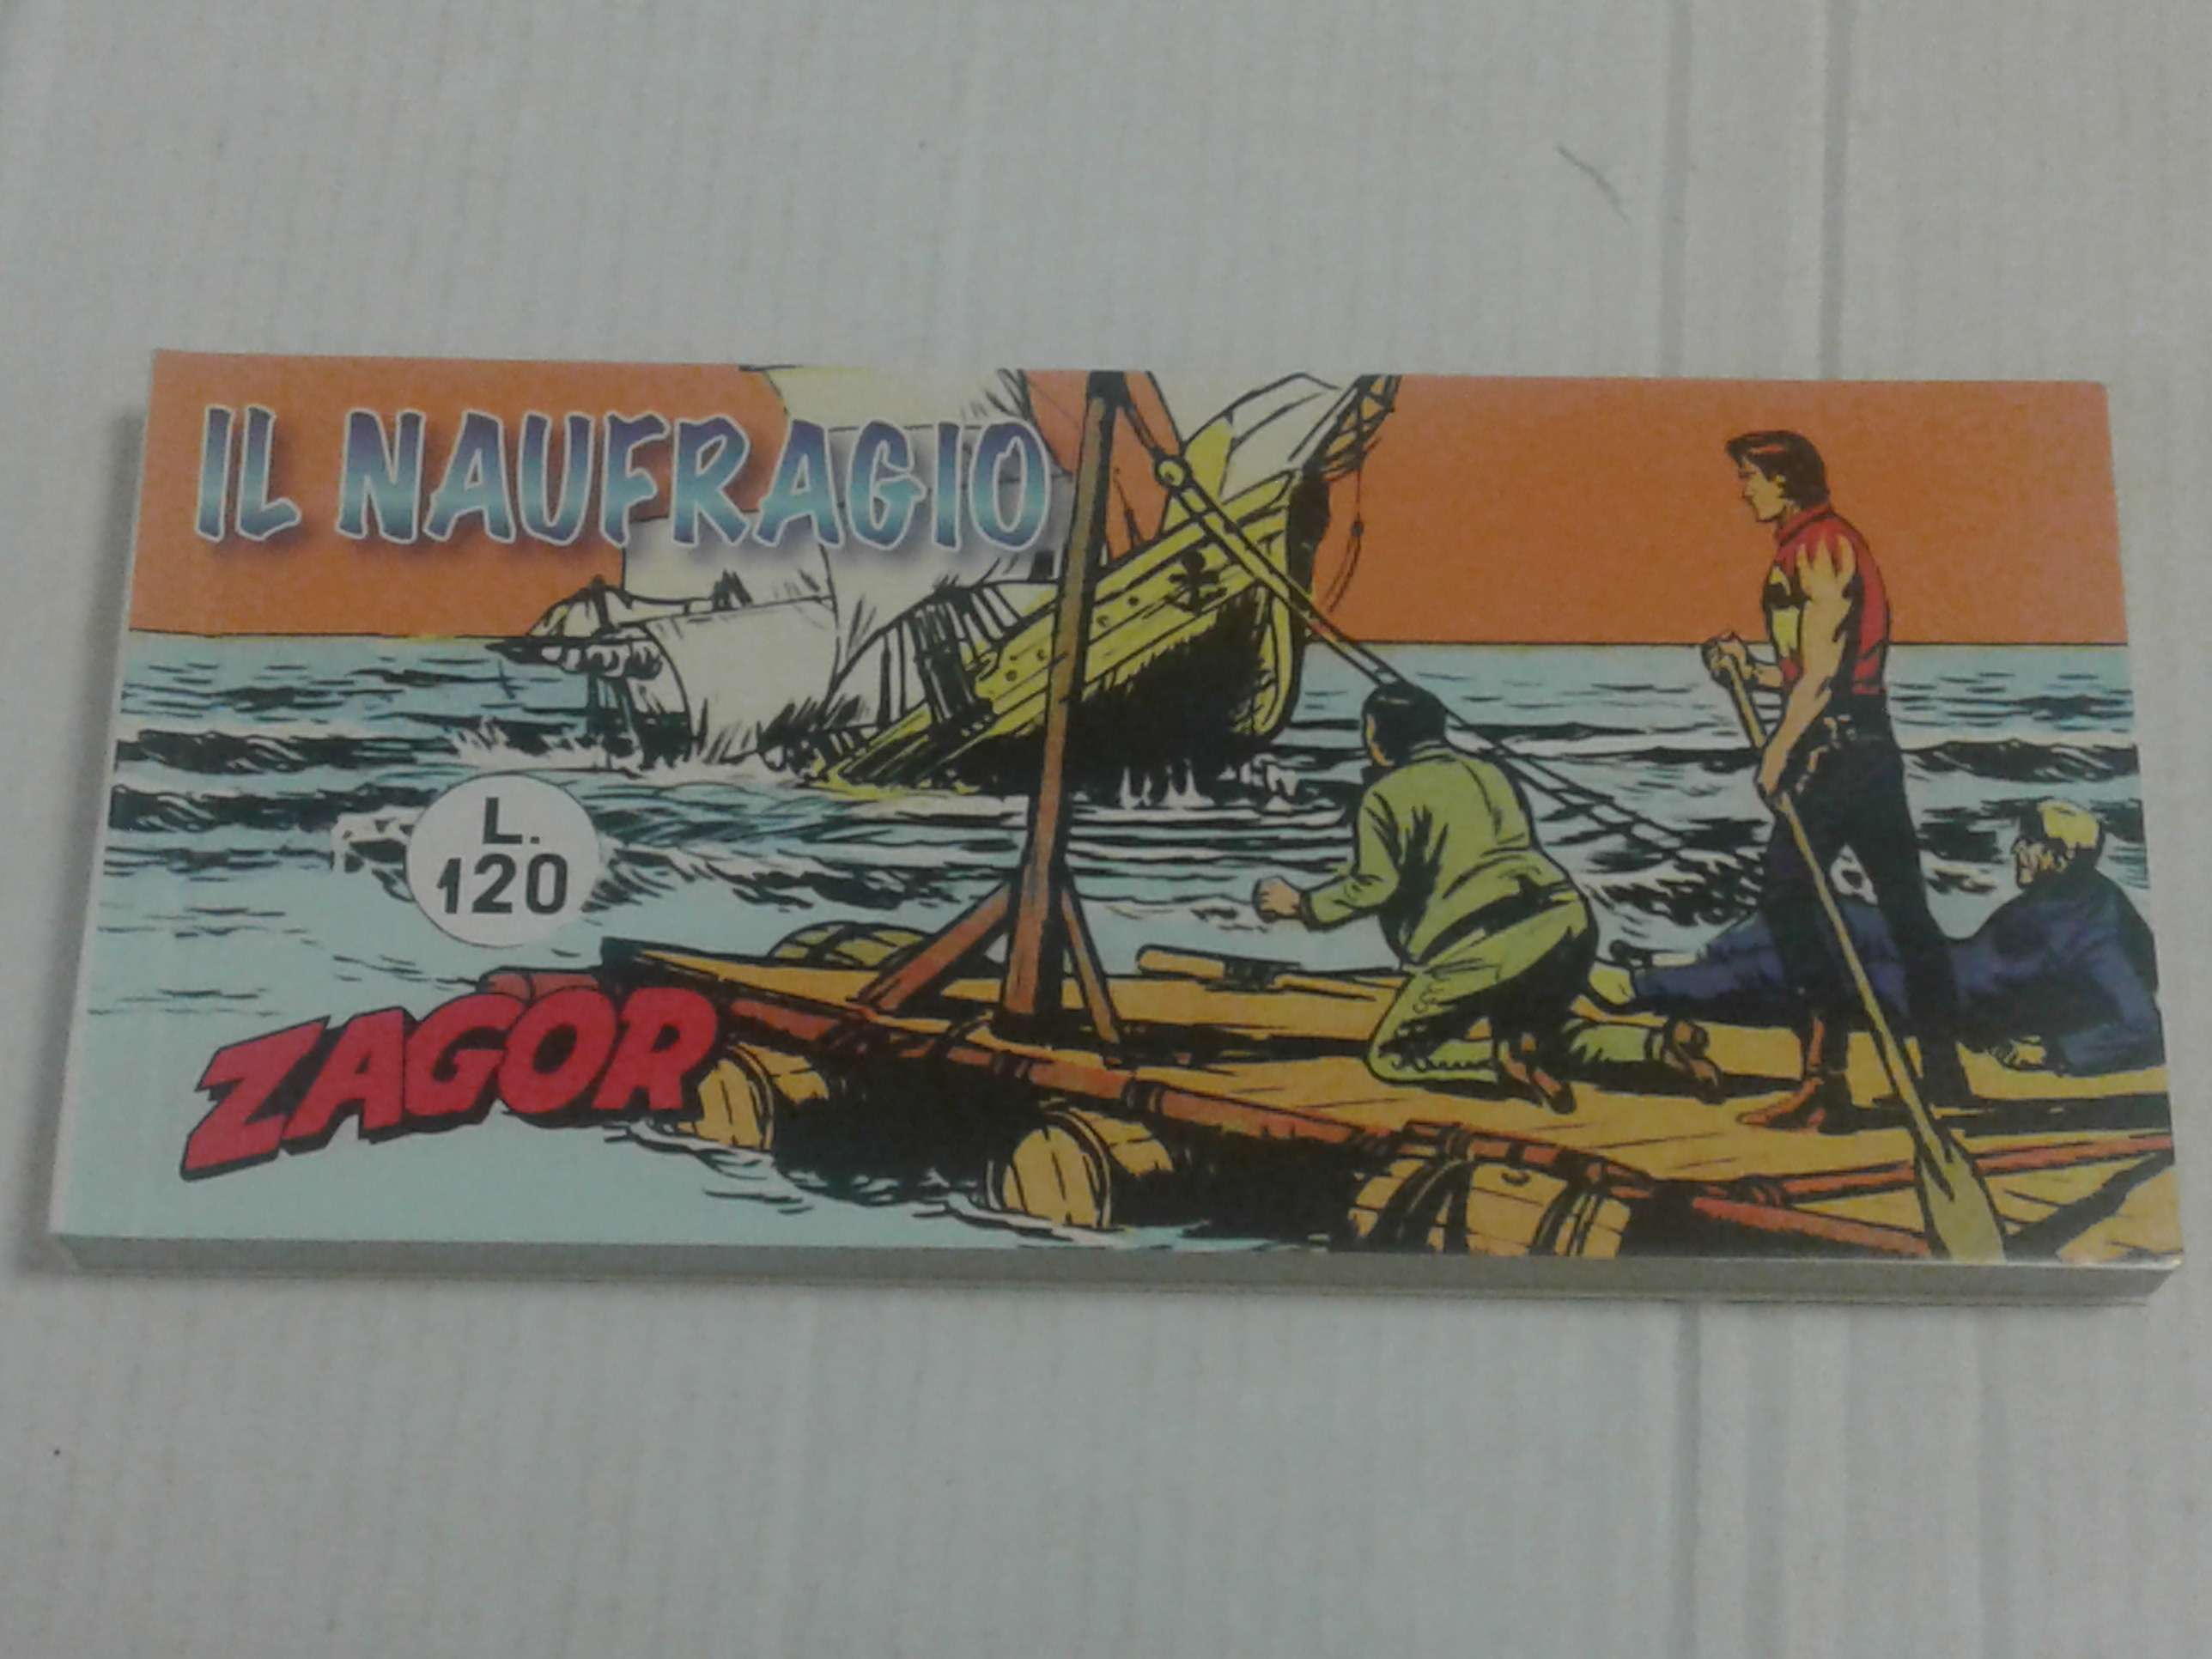 IL NAUFRAGIO
L.
120
ZAGOR